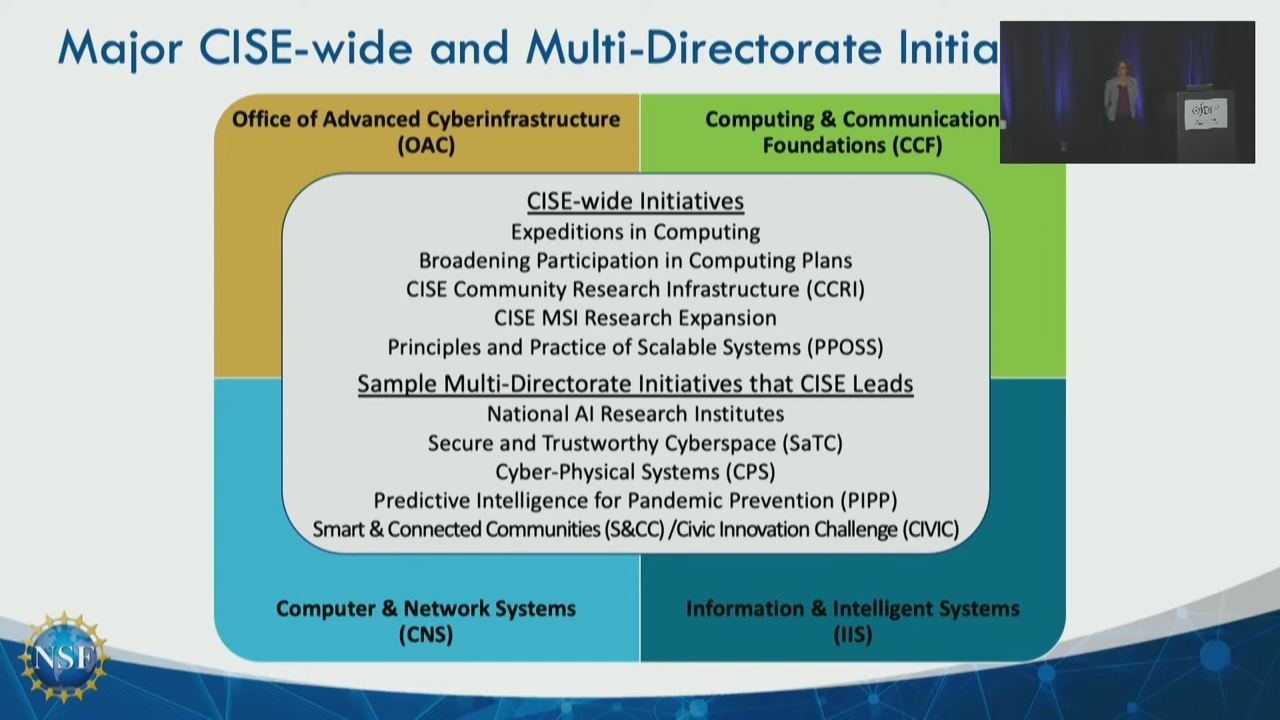 Major CISE-wide and Multi-Directorate Initia
Office of Advanced Cyberinfrastructure
(OAC)
Computing & Communication
Foundations (CCF)
CISE-wide Initiatives
Expeditions in Computing
Broadening Participation in Computing Plans
CISE Community Research Infrastructure (CCRI)
CISE MSI Research Expansion
Principles and Practice of Scalable Systems (PPOSS)
Sample Multi-Directorate Initiatives that CISE Leads
National AI Research Institutes
Secure and Trustworthy Cyberspace (SaTC)
Cyber-Physical Systems (CPS)
Predictive Intelligence for Pandemic Prevention (PIPP)
Smart & Connected Communities (S&CC) /Civic Innovation Challenge (CIVIC)
Computer & Network Systems
(CNS)
Information & Intelligent Systems
(IIS)
NSF